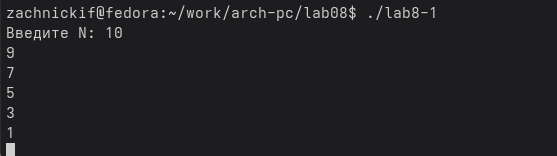 zachnickif@fedora:~/work/arch-pc/lab08$ ./lab8-1
Введите N: 10
9
7
5
3
1